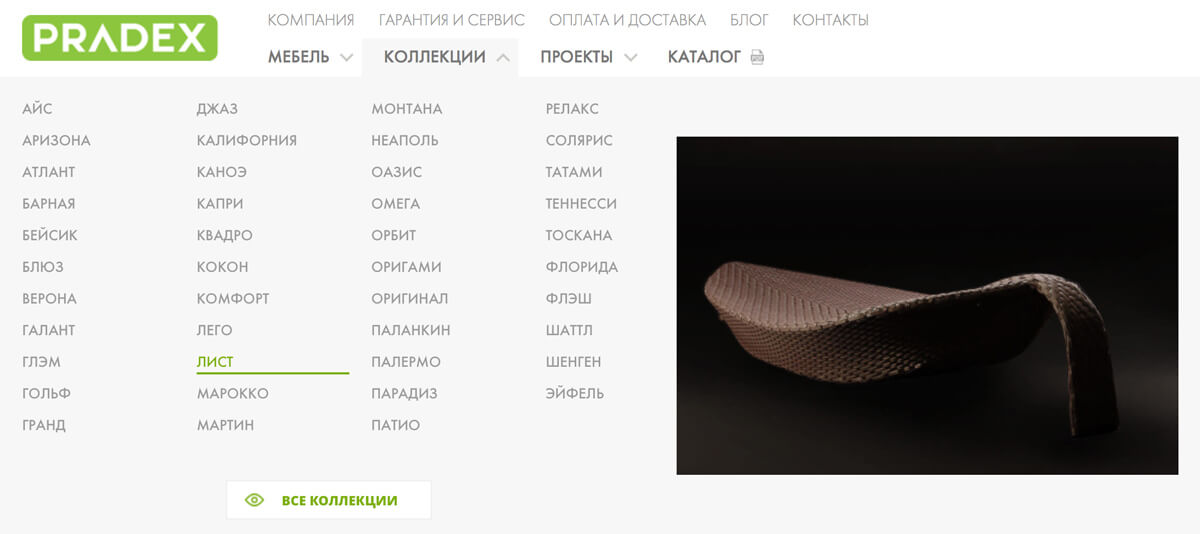 PRADEX
КОМПАНИЯ ГАРАНТИЯ И СЕРВИС ОПЛАТА И ДОСТАВКА БЛОГ КОНТАКТЫ
МЕБЕЛЬ КОЛЛЕКЦИИ ПРОЕКТЫ КАТАЛОГ
АЙС
АРИЗОНА
АТЛАНТ
БАРНАЯ
БЕЙСИК
БЛЮЗ
ВЕРОНА
ГАЛАНТ
ГЛЭМ
ГОЛЬФ
ГРАНД
ДЖАЗ
КАЛИФОРНИЯ
КАНОЭ
КАПРИ
КВАДРО
КОКОН
КОМФОРТ
ЛЕГО
ЛИСТ
МАРОККО
МАРТИН
МОНТАНА
НЕАПОЛЬ
ОАЗИС
ОМЕГА
ОРБИТ
ОРИГАМИ
ОРИГИНАЛ
ПАЛАНКИН
ПАЛЕРМО
ПАРАДИЗ
ПАТИО
РЕЛАКС
СОЛЯРИС
ТАТАМИ
ТЕННЕССИ
ТОСКАНА
ФЛОРИДА
ФЛЭШ
ШАТТЛ
ШЕНГЕН
ЭЙФЕЛЬ
ВСЕ КОЛЛЕКЦИИ